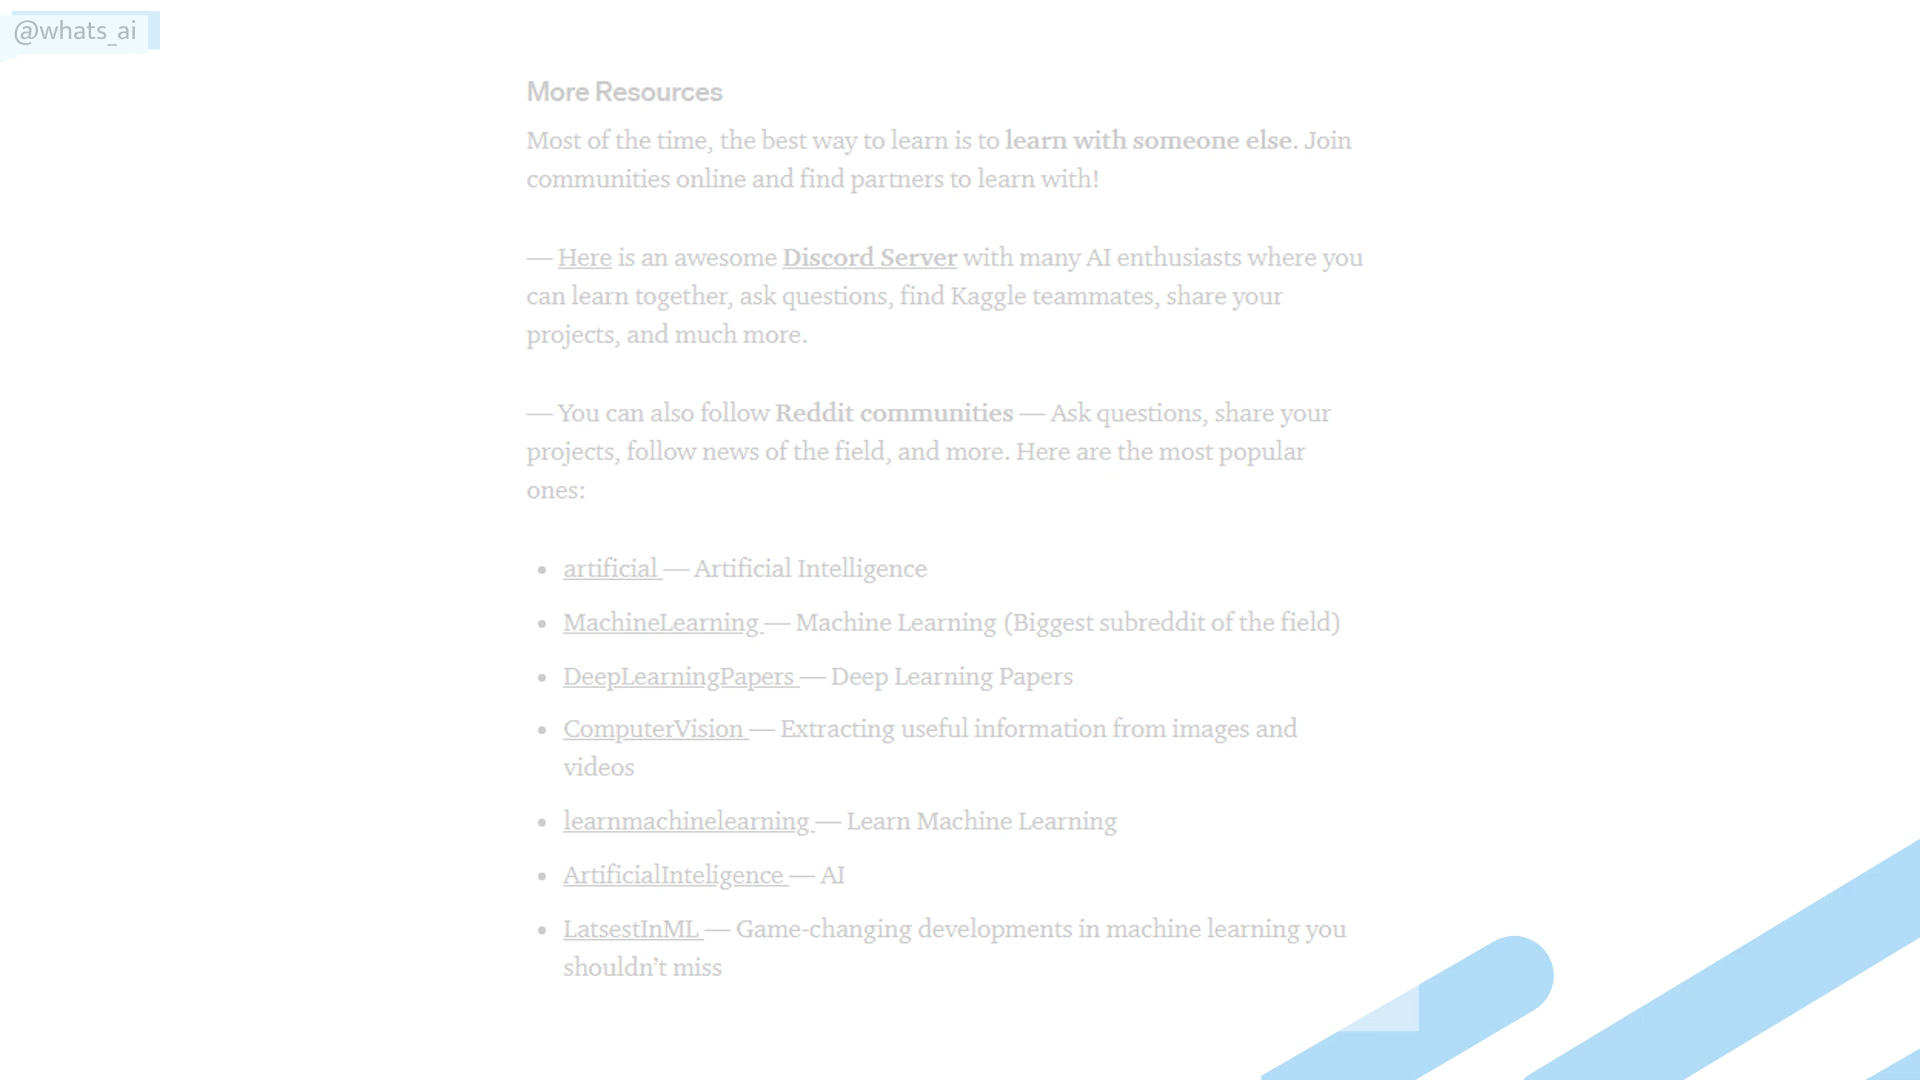 @whats_ai
More Resources
Most of the time, the best way to learn is to learn with someone else. Join
communities online and find partners to learn with!
— Here is an awesome Discord Server with many AI enthusiasts where you
can learn together, ask questions, find Kaggle teammates, share your
projects, and much more.
— You can also follow Reddit communities — Ask questions, share your
projects, follow news of the field, and more. Here are the most popular
ones:
• artificial — Artificial Intelligence
• MachineLearning — Machine Learning (Biggest subreddit of the field)
• DeepLearningPapers — Deep Learning Papers
• ComputerVision — Extracting useful information from images and
videos
• learnmachinelearning — Learn Machine Learning
• ArtificialInteligence — AI
• LatsestInML — Game-changing developments in machine learning you
shouldn’t miss